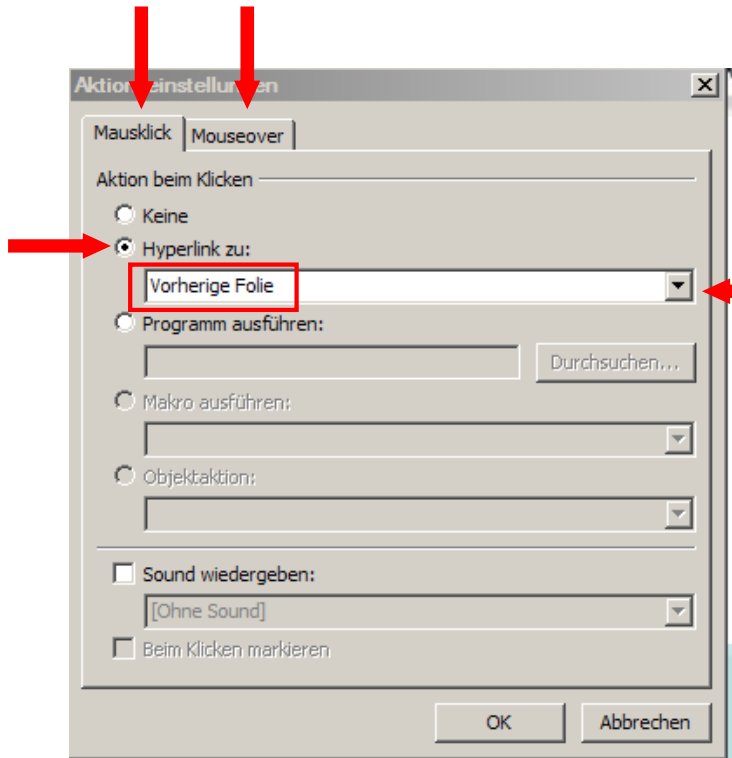 Aktionseinstellungen
Mausklick Mouseover
Aktion beim Klicken
Keine
Hyperlink zu:
Vorherige Folie
Programm ausführen:
Durchsuchen...
Makro ausführen:
Objektaktion:
Sound wiedergeben:
[Ohne Sound]
Beim Klicken markieren
OK Abbrechen